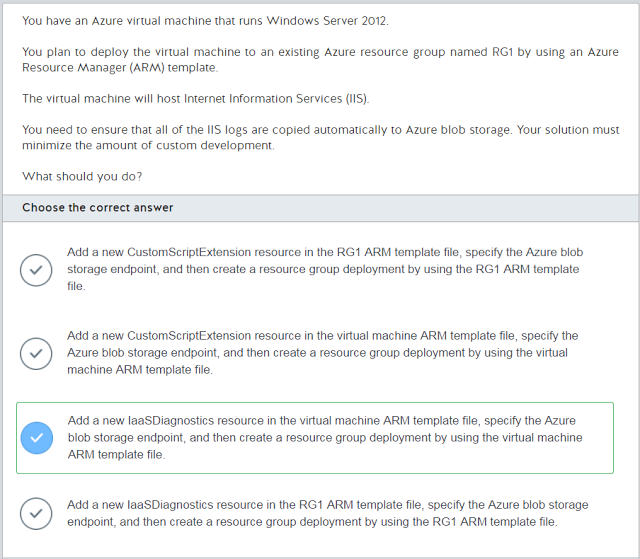 You have an Azure virtual machine that runs Windows Server 2012.
You plan to deploy the virtual machine to an existing Azure resource group named RG1 by using an Azure
Resource Manager (ARM) template.
The virtual machine will host Internet Information Services (IIS).
You need to ensure that all of the IIS logs are copied automatically to Azure blob storage. Your solution must
minimize the amount of custom development.
What should you do?
Choose the correct answer
Add a new CustomScriptExtension resource in the RG1 ARM template file, specify the Azure blob
storage endpoint, and then create a resource group deployment by using the RG1 ARM template
file.
Add a new CustomScriptExtension resource in the virtual machine ARM template file, specify the
Azure blob storage endpoint, and then create a resource group deployment by using the virtual
machine ARM template file.
Add a new IaaSDiagnostics resource in the virtual machine ARM template file, specify the Azure
blob storage endpoint, and then create a resource group deployment by using the virtual machine
ARM template file.
Add a new IaaSDiagnostics resource in the RG1 ARM template file, specify the Azure blob storage
endpoint, and then create a resource group deployment by using the RG1 ARM template file.